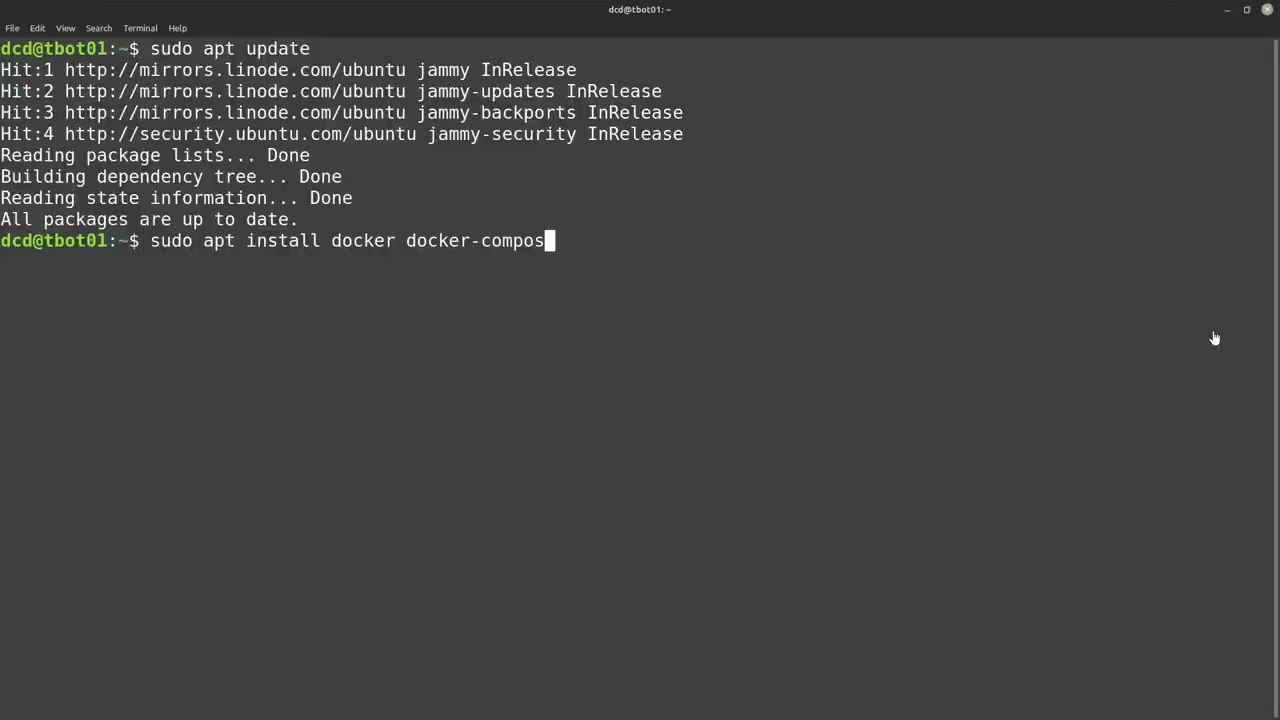 dcd@tbot01: ~
File Edit View Search Terminal Help
dcd@tbot01:~$ sudo apt update
Hit:1 http://mirrors.linode.com/ubuntu jammy InRelease
Hit:2 http://mirrors.linode.com/ubuntu jammy-updates InRelease
Hit:3 http://mirrors.linode.com/ubuntu jammy-backports InRelease
Hit:4 http://security.ubuntu.com/ubuntu jammy-security InRelease
Reading package lists... Done
Building dependency tree... Done
Reading state information... Done
All packages are up to date.
dcd@tbot01:~$ sudo apt install docker docker-compos